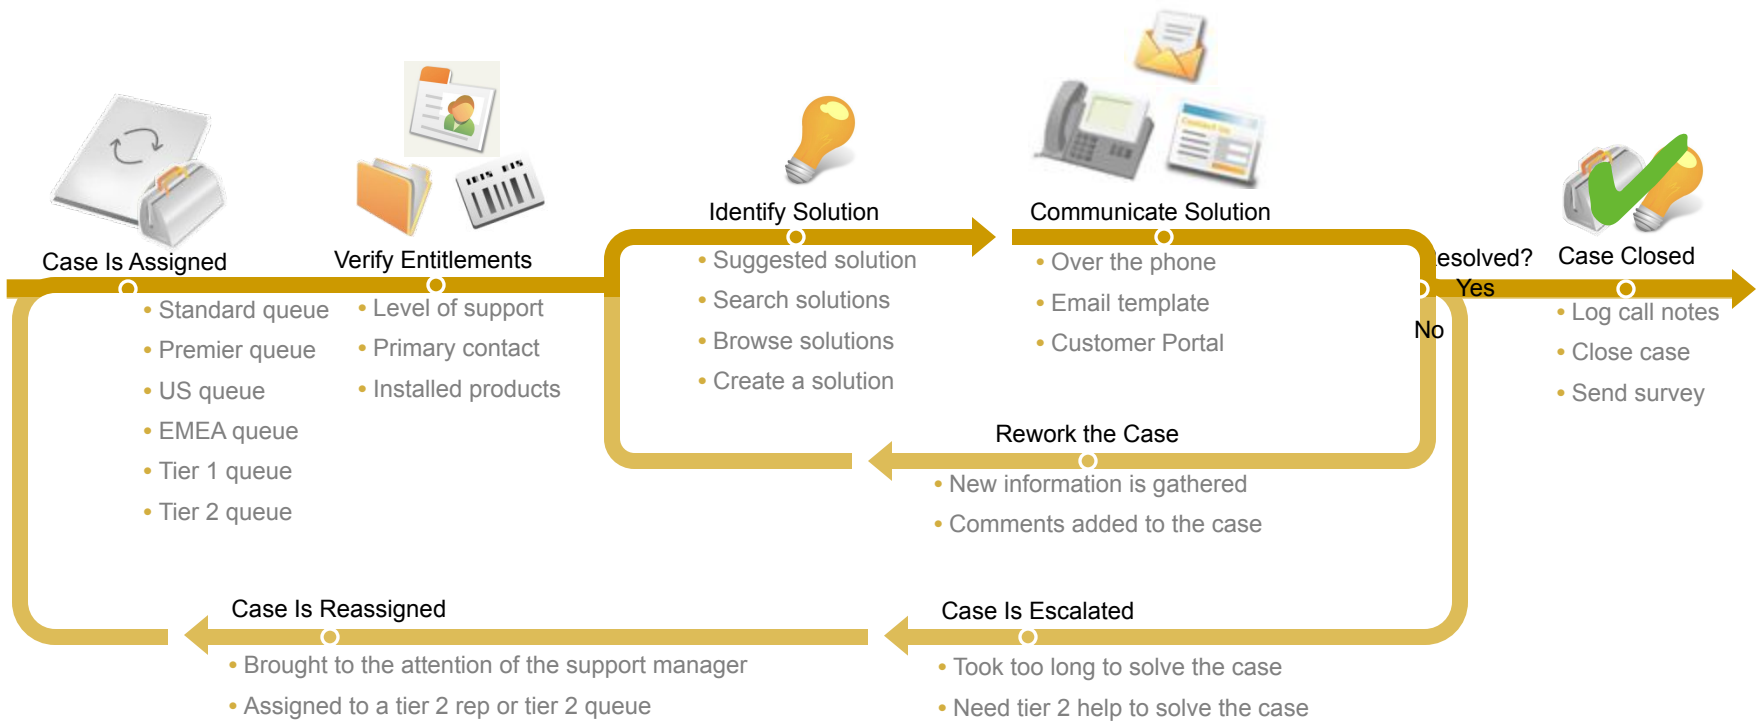 Contact Us
Identify Solution
Communicate Solution
Case Is Assigned
Verify Entitlements
esolved?
Case Closed
Yes
No
• Standard queue
• Premier queue
• US queue
• EMEA queue
• Tier 1 queue
• Tier 2 queue
• Level of support
• Primary contact
• Installed products
• Suggested solution
• Search solutions
• Browse solutions
• Create a solution
• Over the phone
• Email template
• Customer Portal
• Log call notes
• Close case
• Send survey
Rework the Case
• New information is gathered
• Comments added to the case
Case Is Reassigned
• Brought to the attention of the support manager
• Assigned to a tier 2 rep or tier 2 queue
Case Is Escalated
• Took too long to solve the case
• Need tier 2 help to solve the case